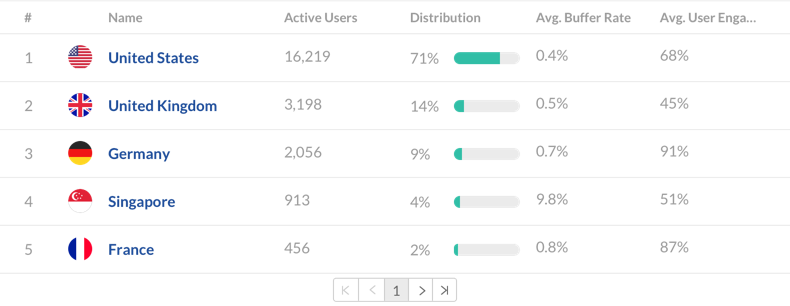 # Name Active Users Distribution Avg. Buffer Rate Avg. User Enga...
1 United States 16,219 71% 0.4% 68%
2 United Kingdom 3,198 14% 0.5% 45%
3 Germany 2,056 9% 0.7% 91%
4 Singapore 913 4% 9.8% 51%
5 France 456 2% 0.8% 87%
1